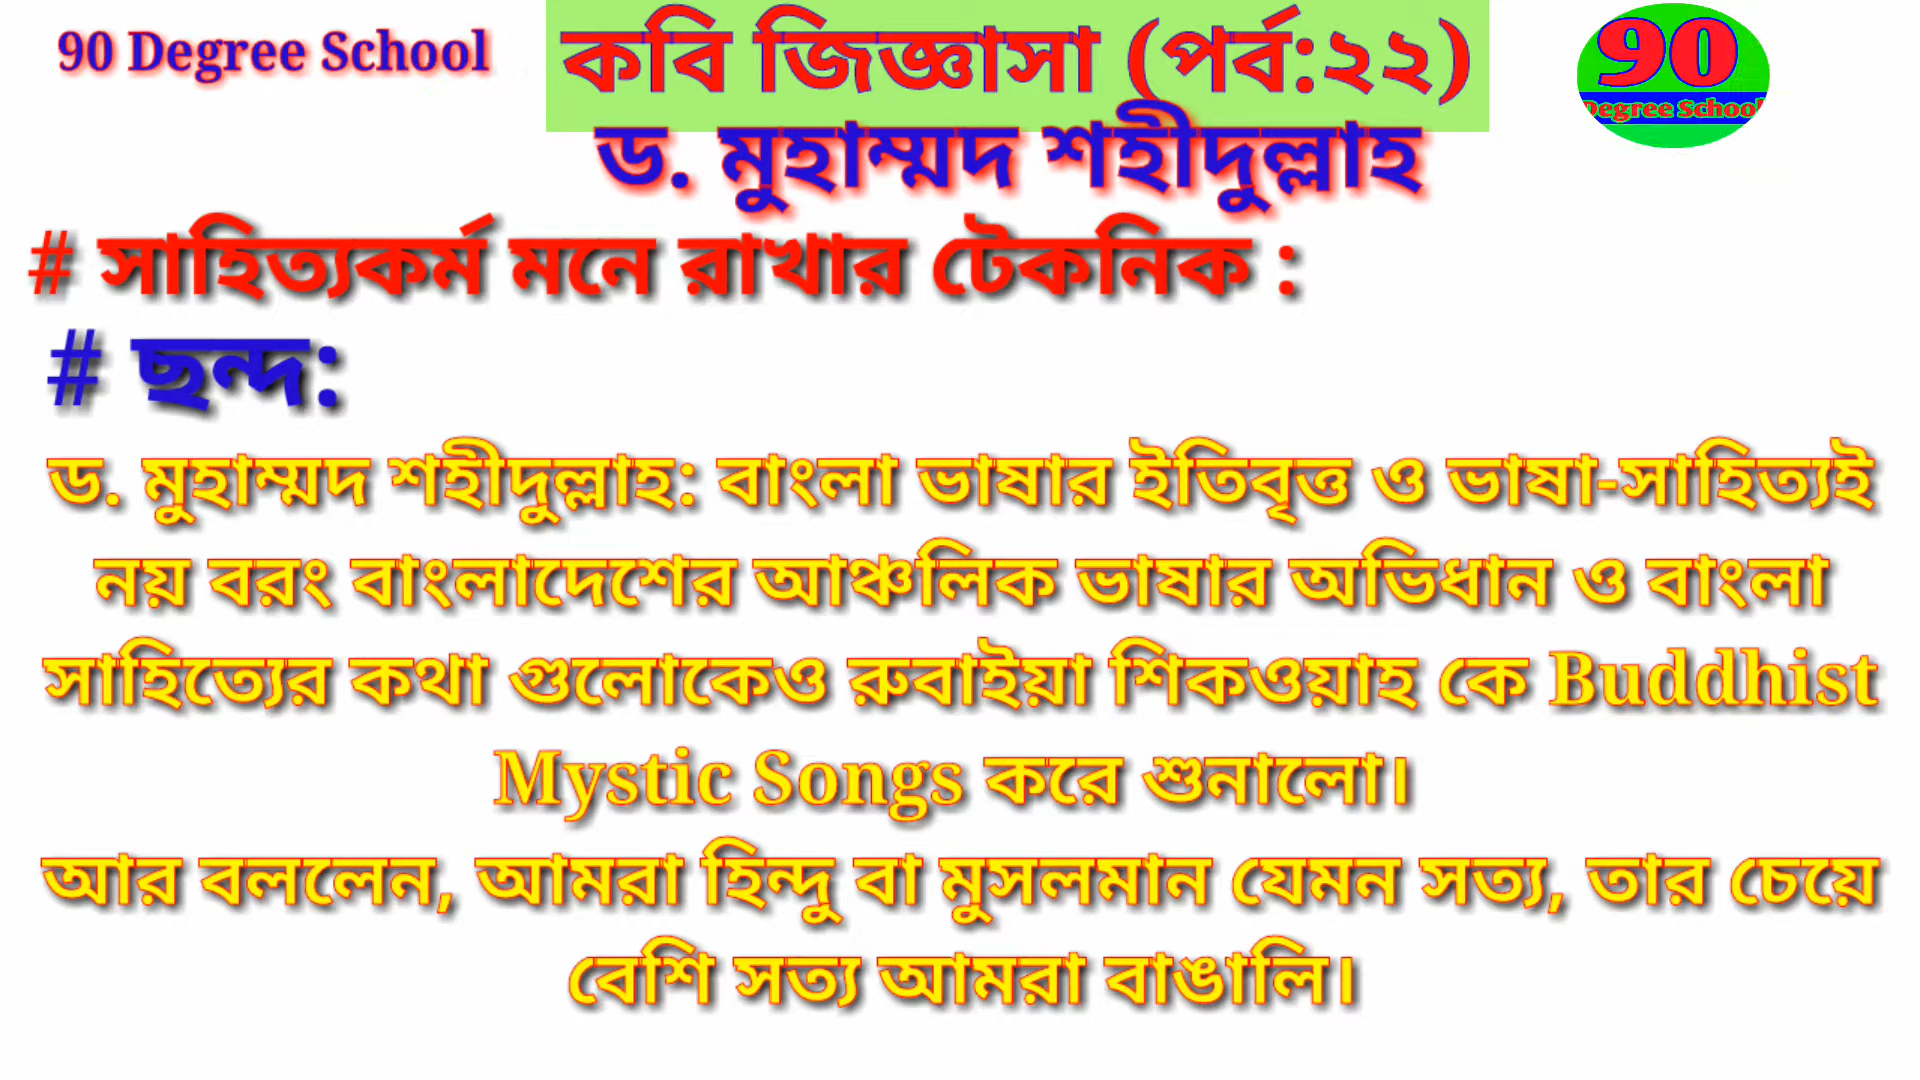 90 Degree School
কবি জিজ্ঞাসা (পর্ব:২২)
90
Degree School
ড. মুহাম্মদ শহীদুল্লাহ
# সাহিত্যকর্ম মনে রাখার টেকনিক :
# ছন্দ:
ড. মুহাম্মদ শহীদুল্লাহ: বাংলা ভাষার ইতিবৃত্ত ও ভাষা-সাহিত্যই
নয় বরং বাংলাদেশের আঞ্চলিক ভাষার অভিধান ও বাংলা
সাহিত্যের কথা গুলোকেও রুবাইয়া শিকওয়াহ কে Buddhist
Mystic Songs করে শুনালো।
আর বললেন, আমরা হিন্দু বা মুসলমান যেমন সত্য, তার চেয়ে
বেশি সত্য আমরা বাঙালি।